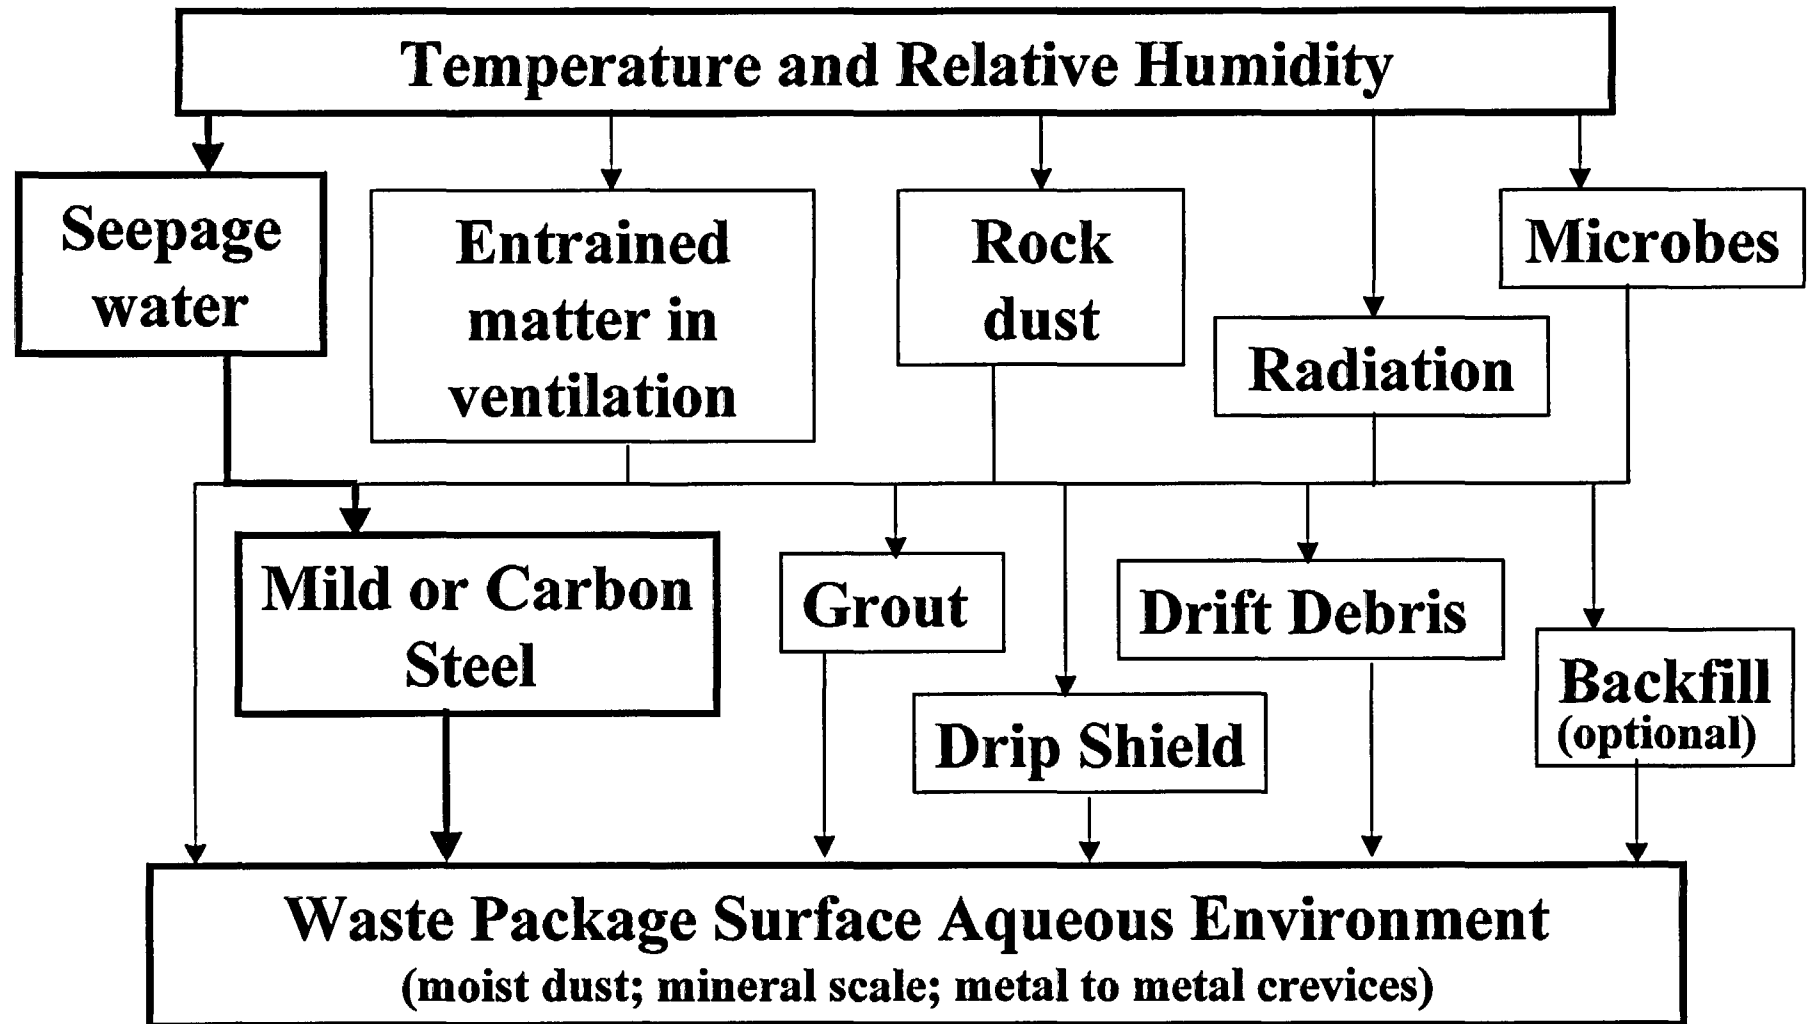 Temperature and Relative Humidity
Seepage
water
Entrained
matter in
ventilation
Rock
dust
Radiation
Microbes
Mild or Carbon
Steel
Grout
Drip Shield
Drift Debris
Backfill
(optional)
Waste Package Surface Aqueous Environment
(moist dust; mineral scale; metal to metal crevices)